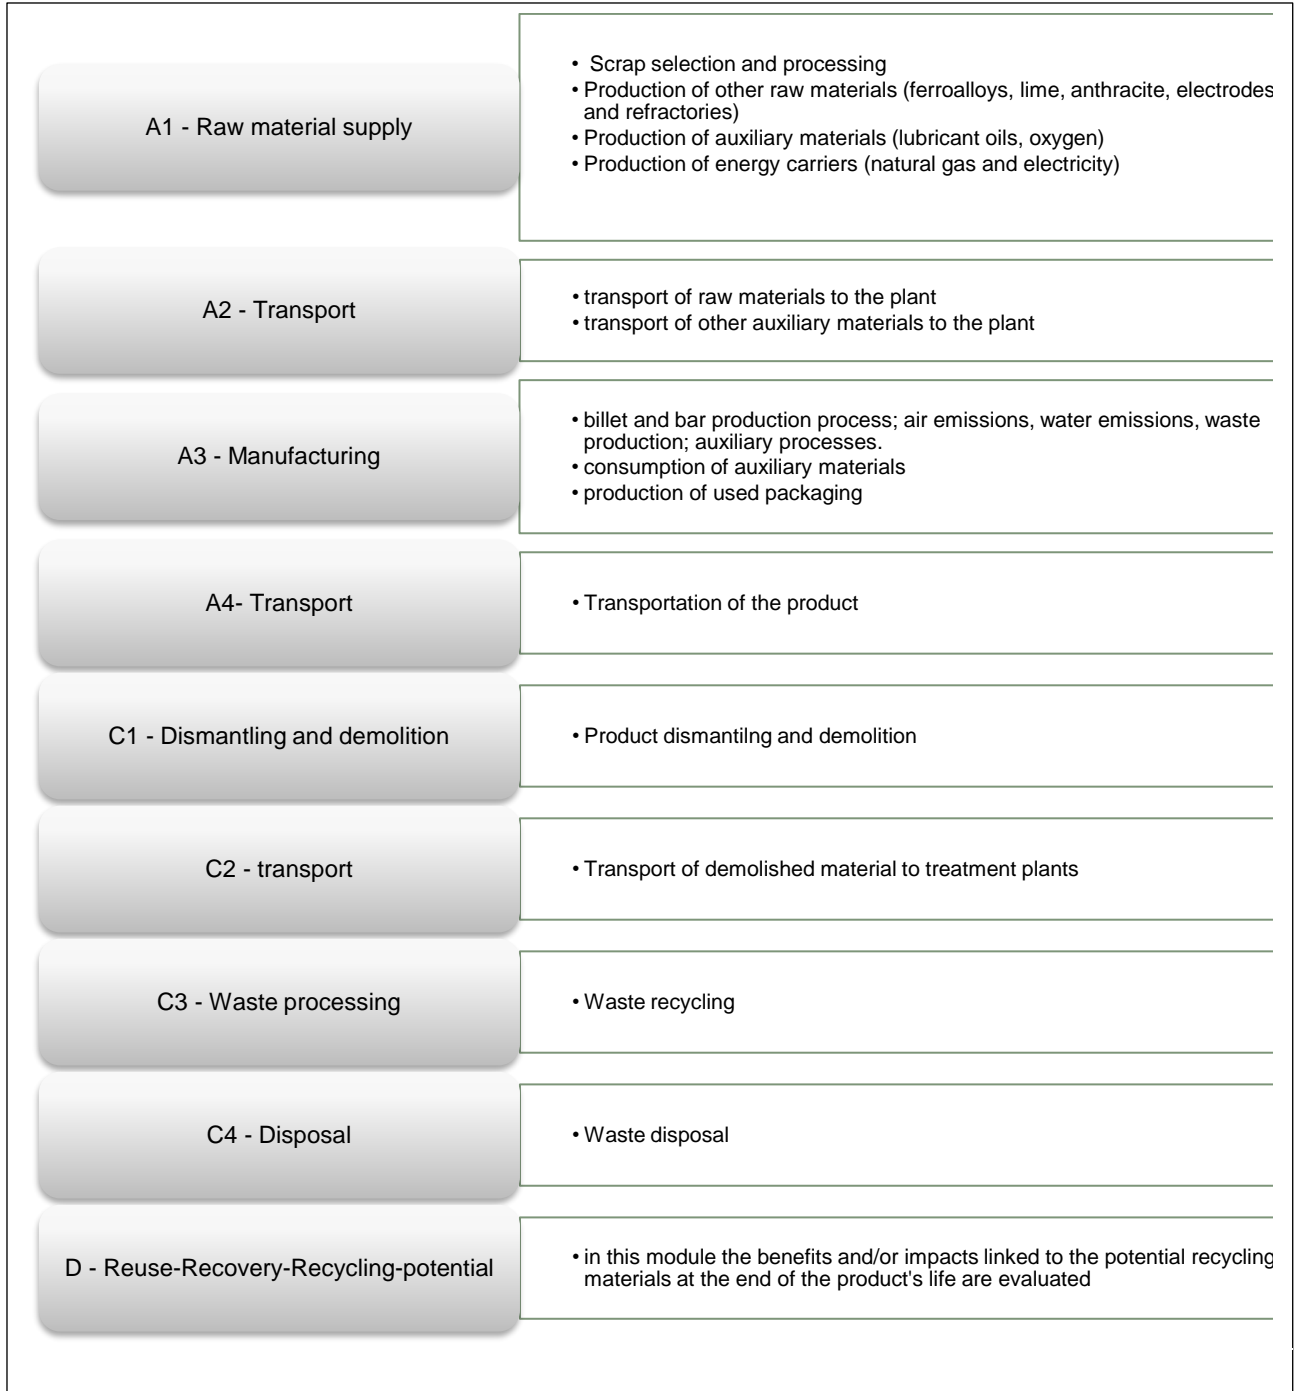 A1 - Raw material supply
• Scrap selection and processing
• Production of other raw materials (ferroalloys, lime, anthracite, electrodes
and refractories)
• Production of auxiliary materials (lubricant oils, oxygen)
• Production of energy carriers (natural gas and electricity)
A2 - Transport
• transport of raw materials to the plant
• transport of other auxiliary materials to the plant
A3 - Manufacturing
• billet and bar production process; air emissions, water emissions, waste
production; auxiliary processes.
• consumption of auxiliary materials
• production of used packaging
A4- Transport
• Transportation of the product
C1 - Dismantling and demolition
• Product dismantilng and demolition
C2 - transport
• Transport of demolished material to treatment plants
C3 - Waste processing
• Waste recycling
C4 - Disposal
• Waste disposal
D - Reuse-Recovery-Recycling-potential
• in this module the benefits and/or impacts linked to the potential recycling
materials at the end of the product's life are evaluated